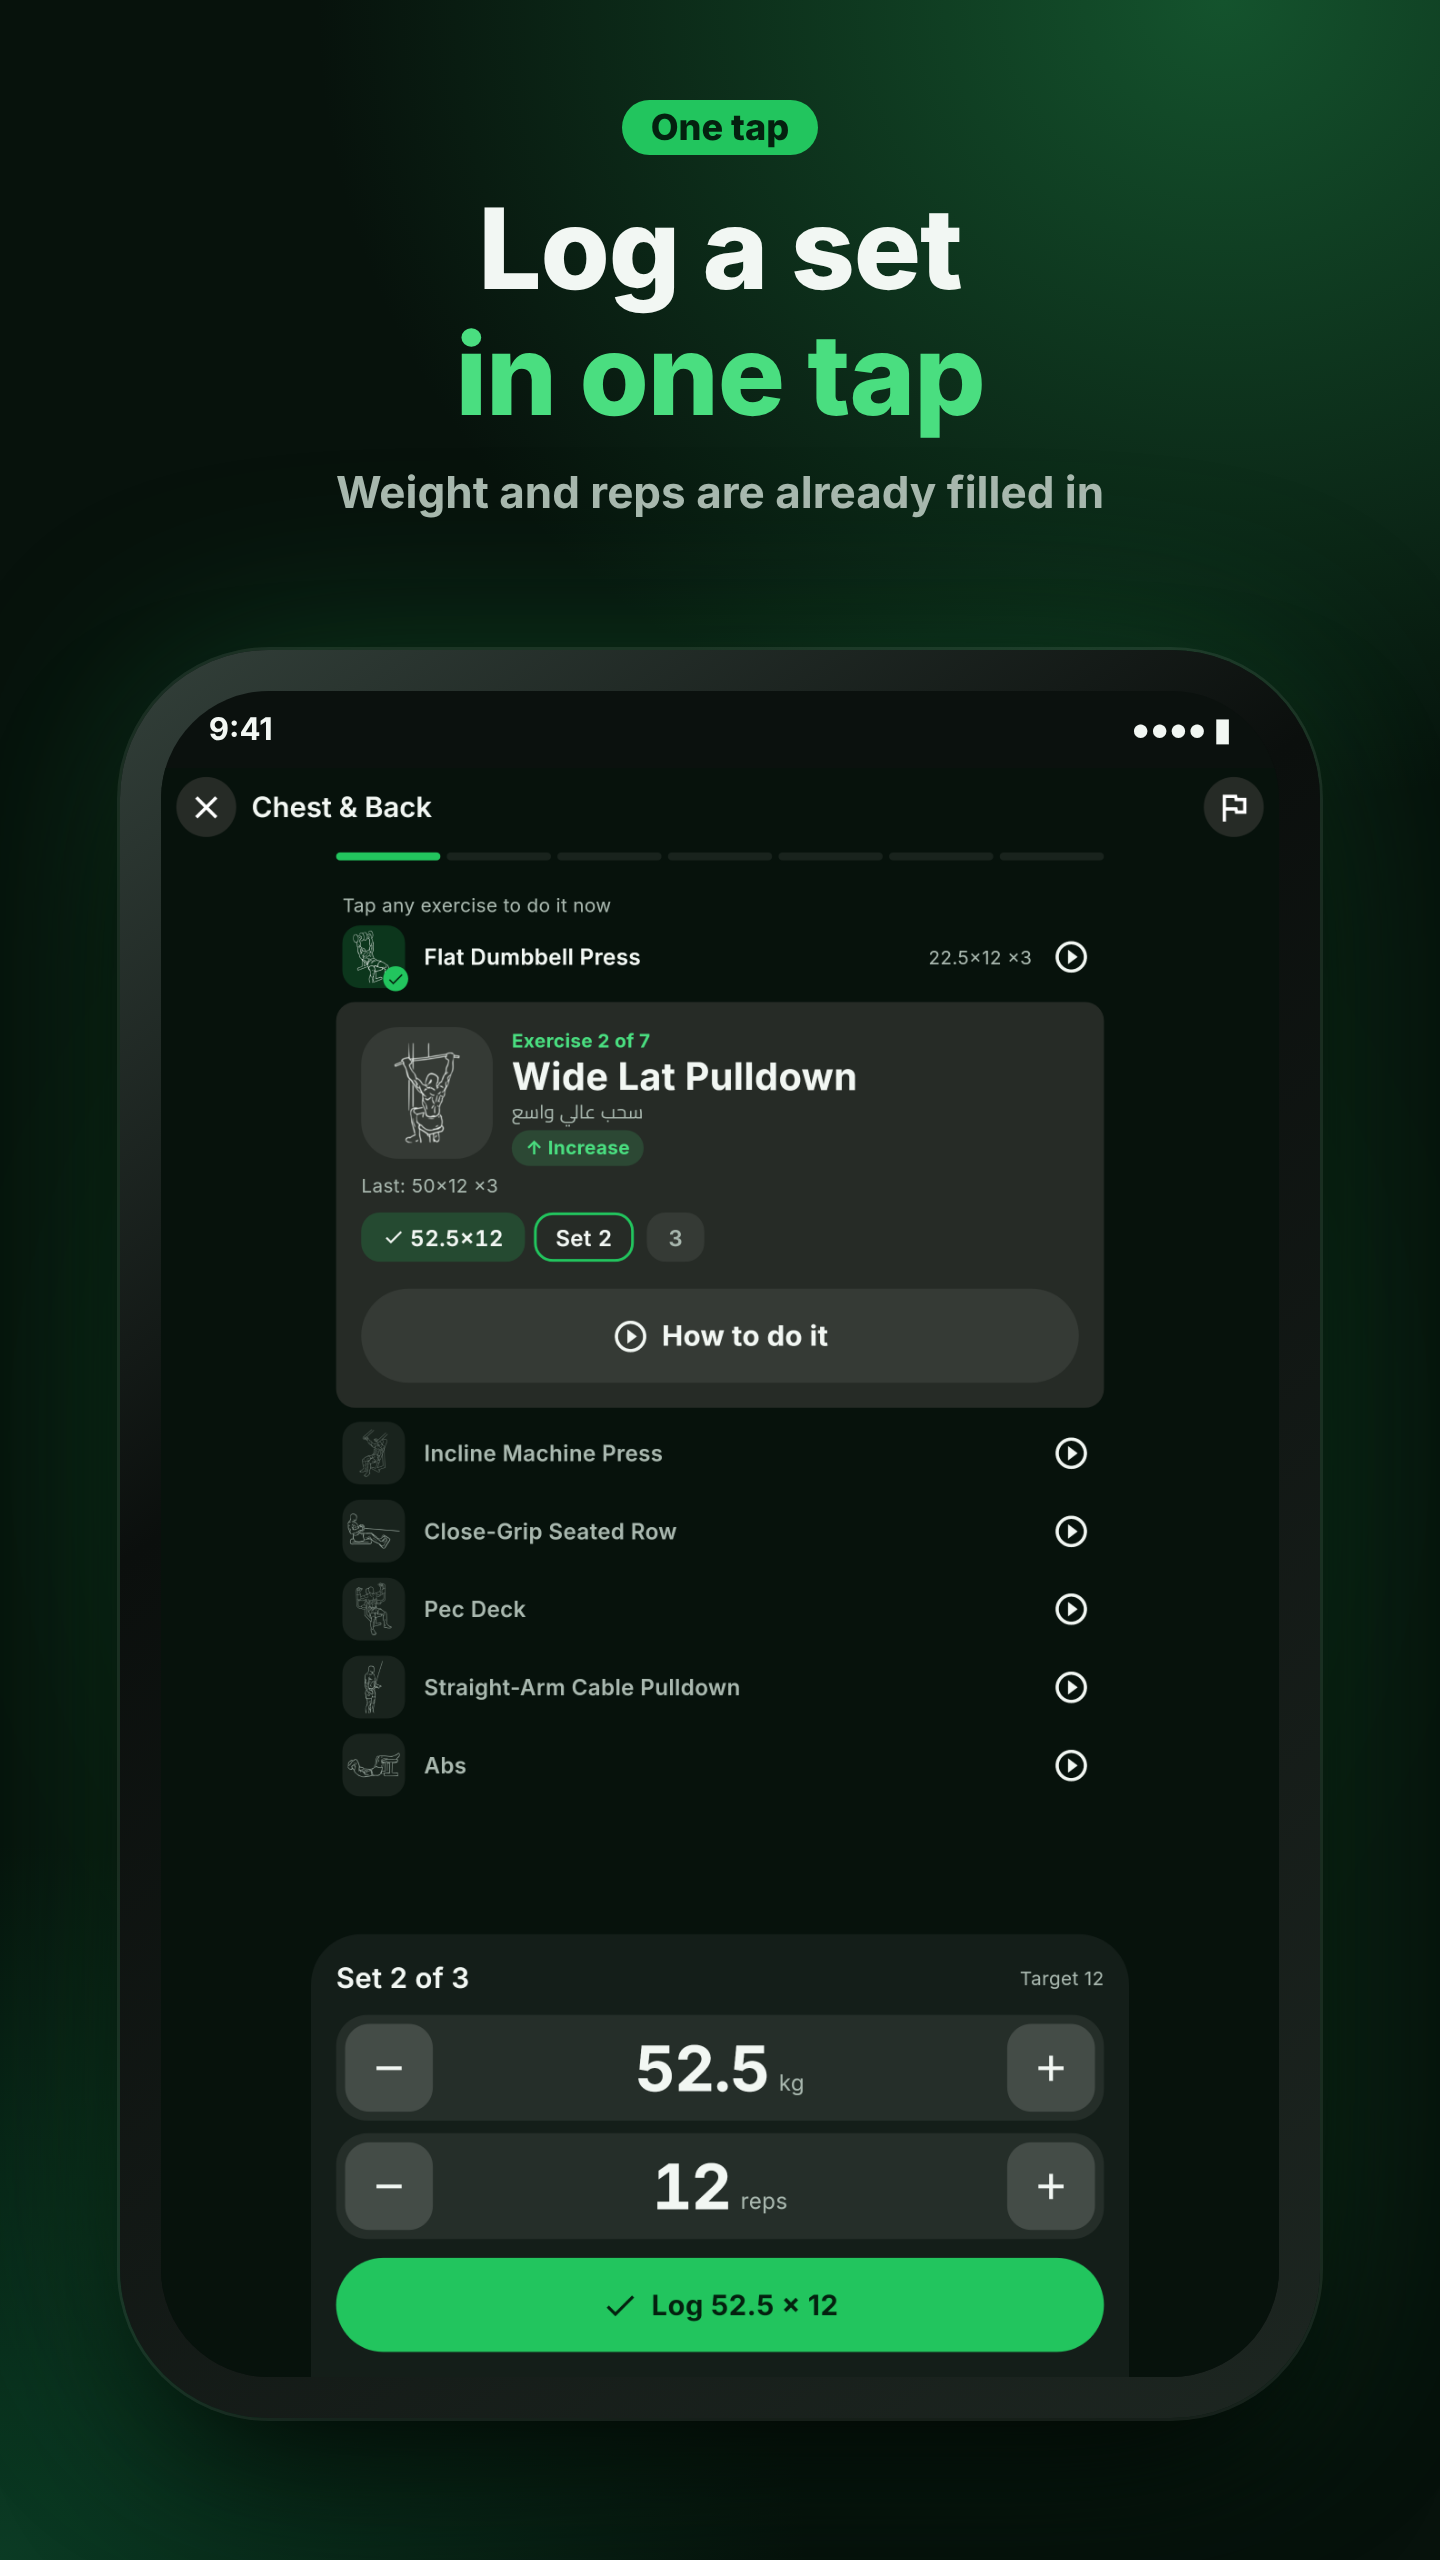 One tap
Log a set
in one tap
Weight and reps are already filled in
9:41
Chest & Back
Tap any exercise to do it now
Flat Dumbbell Press 22.5×12 ×3
Exercise 2 of 7
Wide Lat Pulldown
سحب عالي واسع
↑ Increase
Last: 50×12 ×3
✓ 52.5×12 Set 2 3
How to do it
Incline Machine Press
Close-Grip Seated Row
Pec Deck
Straight-Arm Cable Pulldown
Abs
Set 2 of 3 Target 12
− 52.5 kg +
− 12 reps +
✓ Log 52.5 × 12